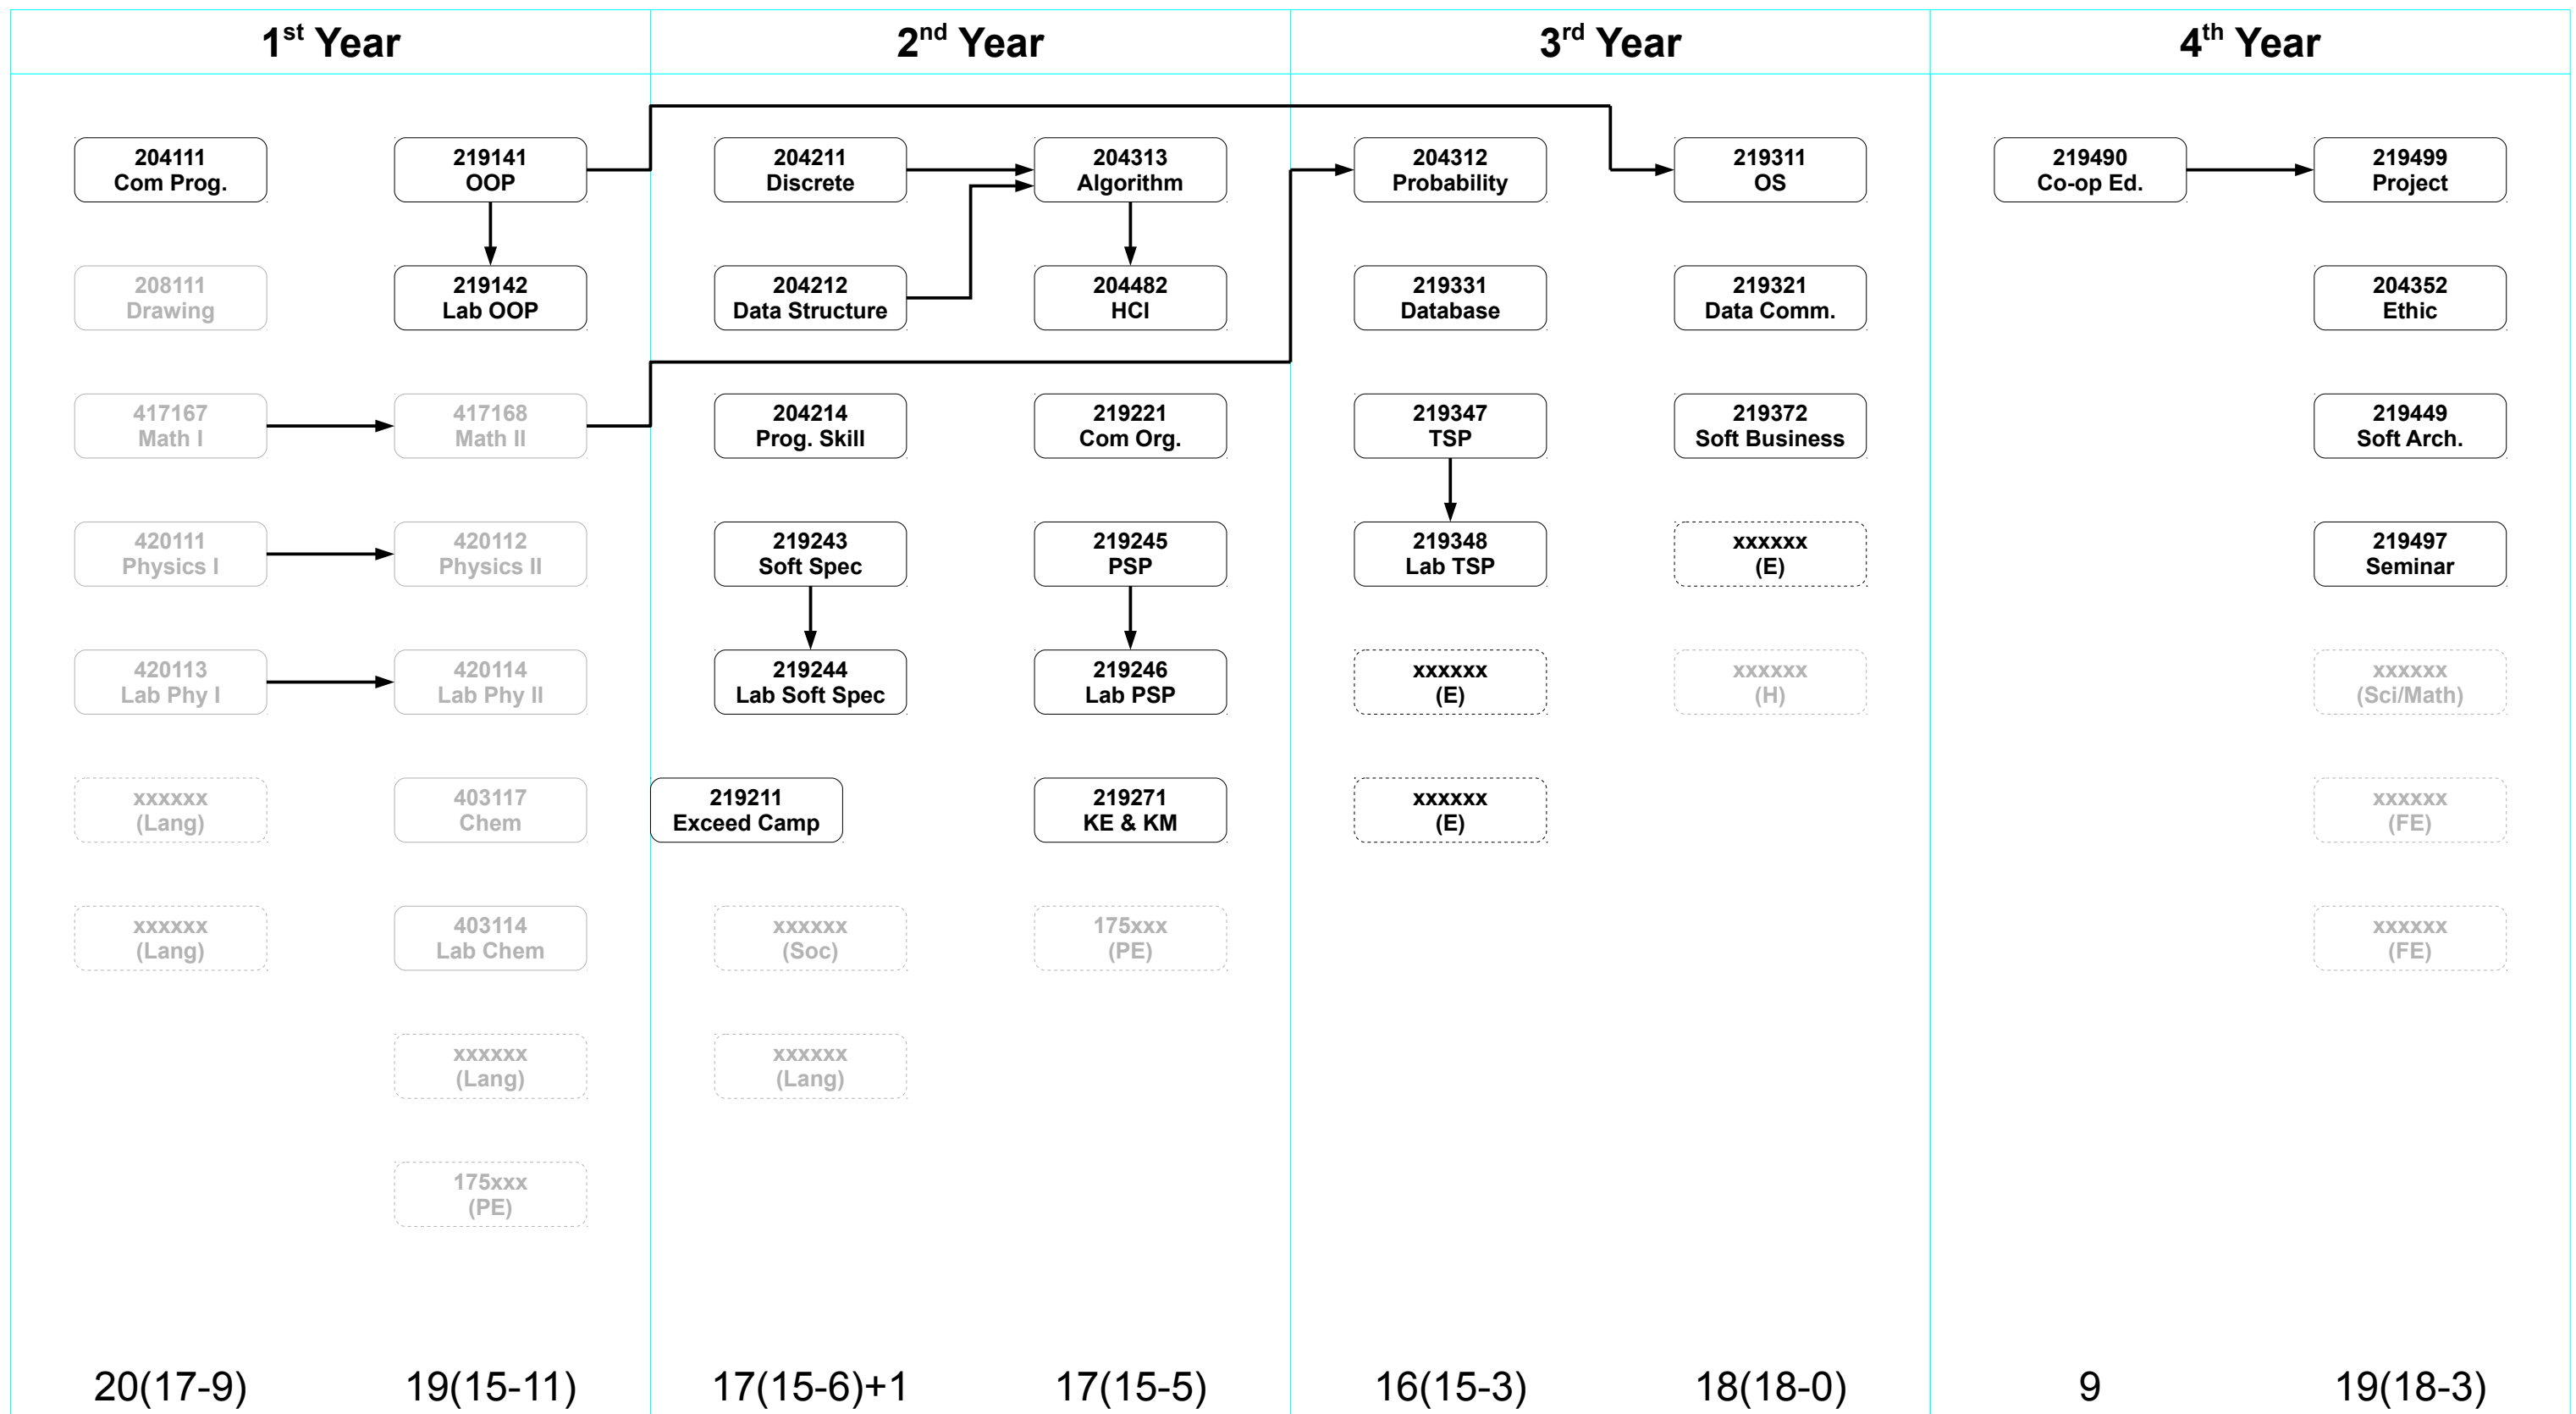 1st Year
2nd Year
3rd Year
4th Year
204111
Com Prog.
208111
Drawing
417167
Math I
420111
Physics I
420113
Lab Phy I
xxxxxx
(Lang)
xxxxxx
(Lang)
20(17-9)
219141
OOP
219142
Lab OOP
417168
Math II
420112
Physics II
420114
Lab Phy II
403117
Chem
403114
Lab Chem
xxxxxx
(Lang)
175xxx
(PE)
19(15-11)
204211
Discrete
204212
Data Structure
204214
Prog. Skill
219243
Soft Spec
219244
Lab Soft Spec
219211
Exceed Camp
xxxxxx
(Soc)
xxxxxx
(Lang)
17(15-6)+1
204313
Algorithm
204482
HCI
219221
Com Org.
219245
PSP
219246
Lab PSP
219271
KE & KM
175xxx
(PE)
17(15-5)
204312
Probability
219331
Database
219347
TSP
219348
Lab TSP
xxxxxx
(E)
xxxxxx
(E)
16(15-3)
219311
OS
219321
Data Comm.
219372
Soft Business
xxxxxx
(E)
xxxxxx
(H)
18(18-0)
219490
Co-op Ed.
9
219499
Project
204352
Ethic
219449
Soft Arch.
219497
Seminar
xxxxxx
(Sci/Math)
xxxxxx
(FE)
xxxxxx
(FE)
19(18-3)